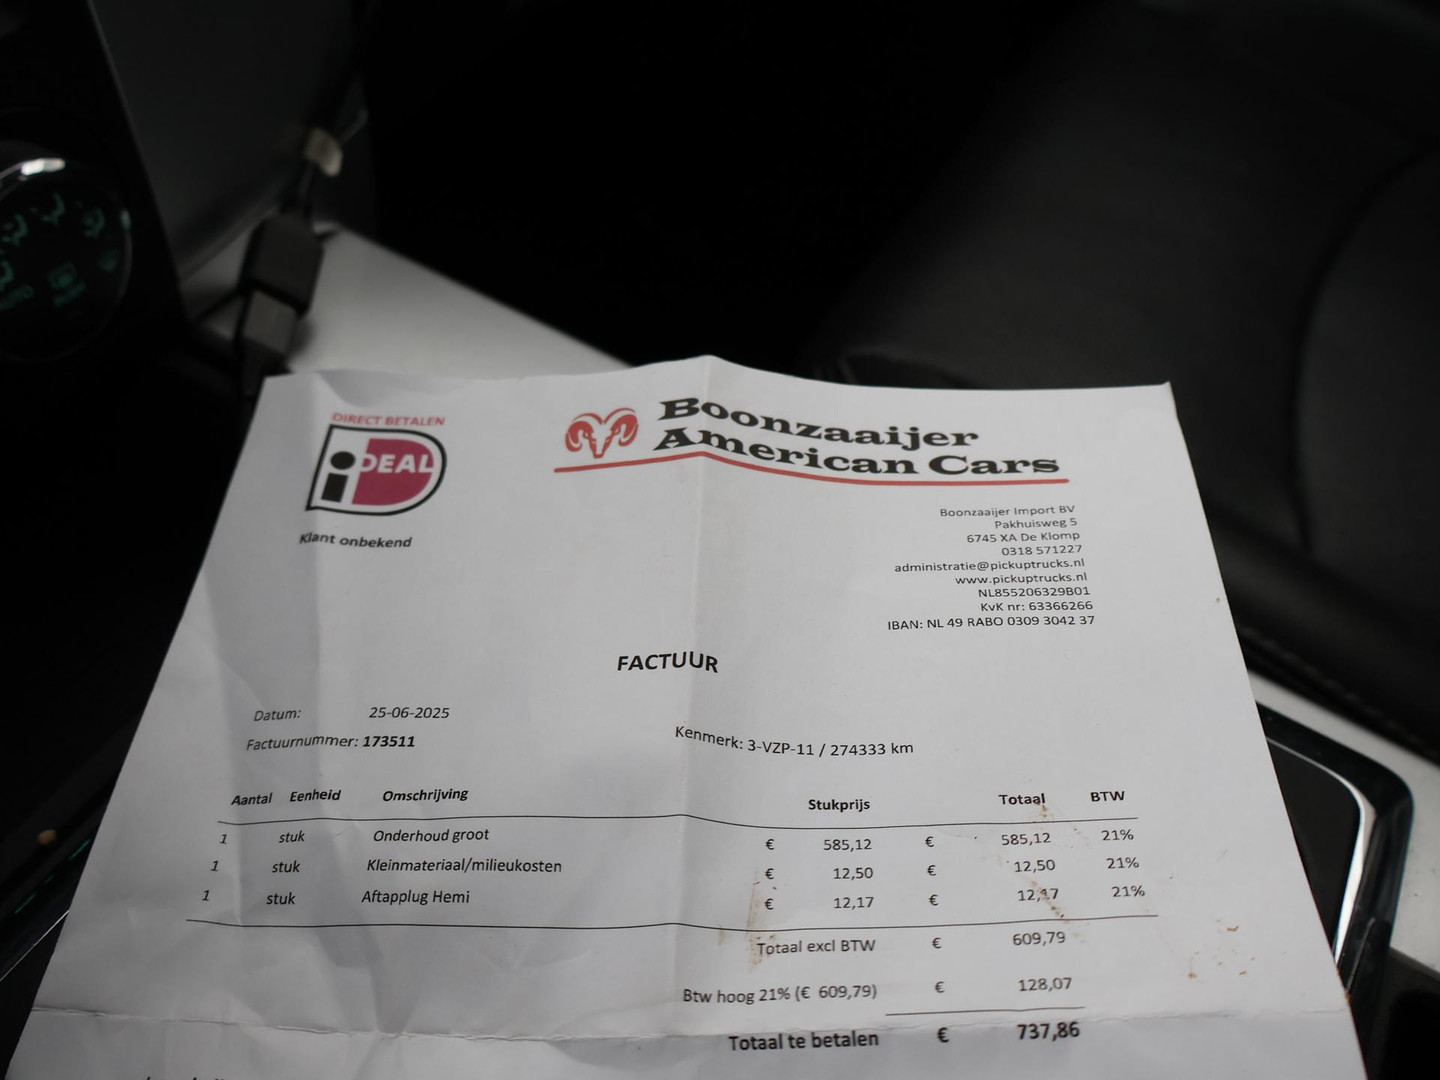 DIRECT BETALEN
iDEAL
Klant onbekend
Boonzaaijer
American Cars
Boonzaaijer Import BV
Pakhuisweg 5
6745 XA De Klomp
0318 571227
administratie@pickuptrucks.nl
www.pickuptrucks.nl
NL855206329B01
KvK nr: 63366266
IBAN: NL 49 RABO 0309 3042 37
FACTUUR
Datum: 25-06-2025
Factuurnummer: 173511 Kenmerk: 3-VZP-11 / 274333 km
Aantal Eenheid Omschrijving Stukprijs Totaal BTW
1 stuk Onderhoud groot € 585,12 € 585,12 21%
1 stuk Kleinmateriaal/milieukosten € 12,50 € 12,50 21%
1 stuk Aftapplug Hemi € 12,17 € 12,17 21%
Totaal excl BTW € 609,79
Btw hoog 21% (€ 609,79) € 128,07
Totaal te betalen € 737,86